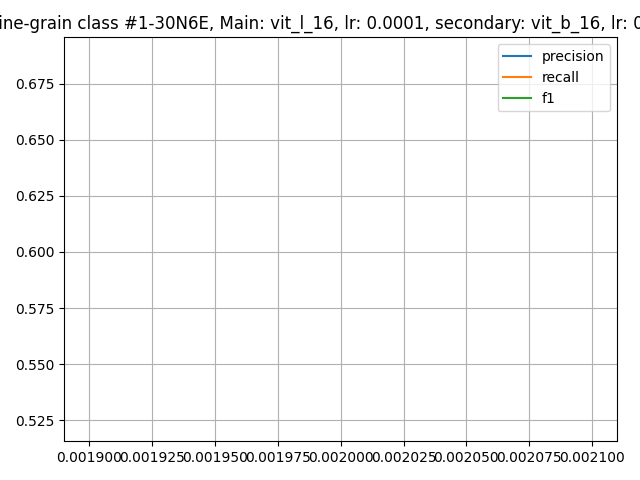 ine-grain class #1-30N6E, Main: vit_l_16, lr: 0.0001, secondary: vit_b_16, lr: 0
precision
recall
f1
0.675
0.650
0.625
0.600
0.575
0.550
0.525
0.001900 0.001925 0.001950 0.001975 0.002000 0.002025 0.002050 0.002075 0.002100